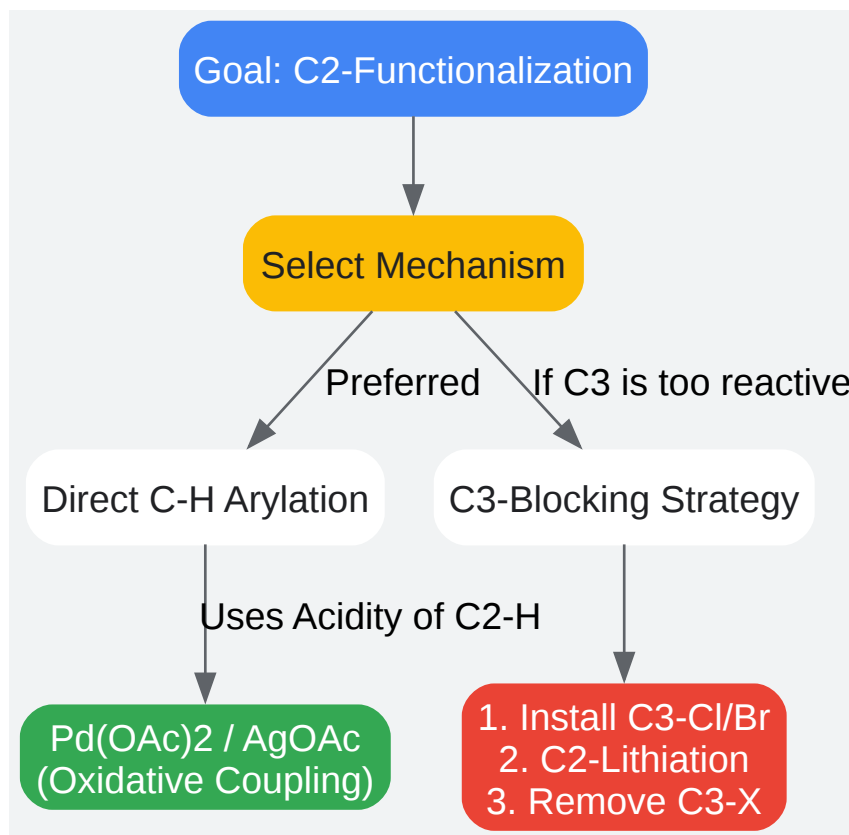 Goal: C2-Functionalization
Select Mechanism
Preferred
If C3 is too reactive
Direct C-H Arylation
C3-Blocking Strategy
Uses Acidity of C2-H
Pd(OAc)2 / AgOAc
(Oxidative Coupling)
1. Install C3-Cl/Br
2. C2-Lithiation
3. Remove C3-X